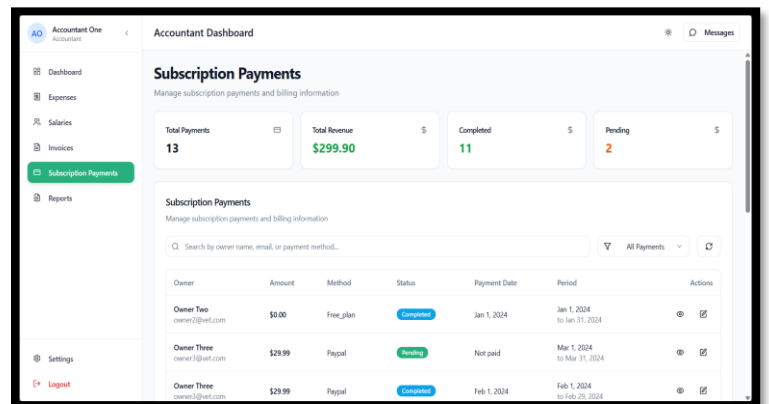 AO
Accountant One
Accountant
Accountant Dashboard
Messages
Dashboard
Expenses
Salaries
Invoices
Subscription Payments
Reports
Settings
Logout
Subscription Payments
Manage subscription payments and billing information
Total Payments
13
Total Revenue
$
$299.90
Completed
$
11
Pending
$
2
Subscription Payments
Manage subscription payments and billing information
Search by owner name, email, or payment method...
All Payments
Owner Amount Method Status Payment Date Period Actions
Owner Two $0.00 Free_plan Completed Jan 1, 2024 Jan 1, 2024
owner2@vet.com to Jan 31, 2024
Owner Three $29.99 Paypal Pending Not paid Mar 1, 2024
owner3@vet.com to Mar 31, 2024
Owner Three $29.99 Paypal Completed Feb 1, 2024 Feb 1, 2024
owner3@vet.com to Feb 29, 2024